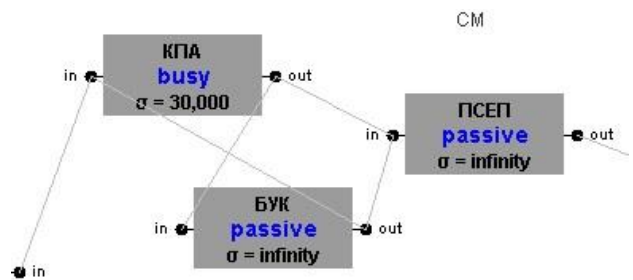 СМ
КПА
in
busy
out
σ = 30,000
ПСЕП
in
passive
out
σ = infinity
БУК
in
passive
out
σ = infinity
in